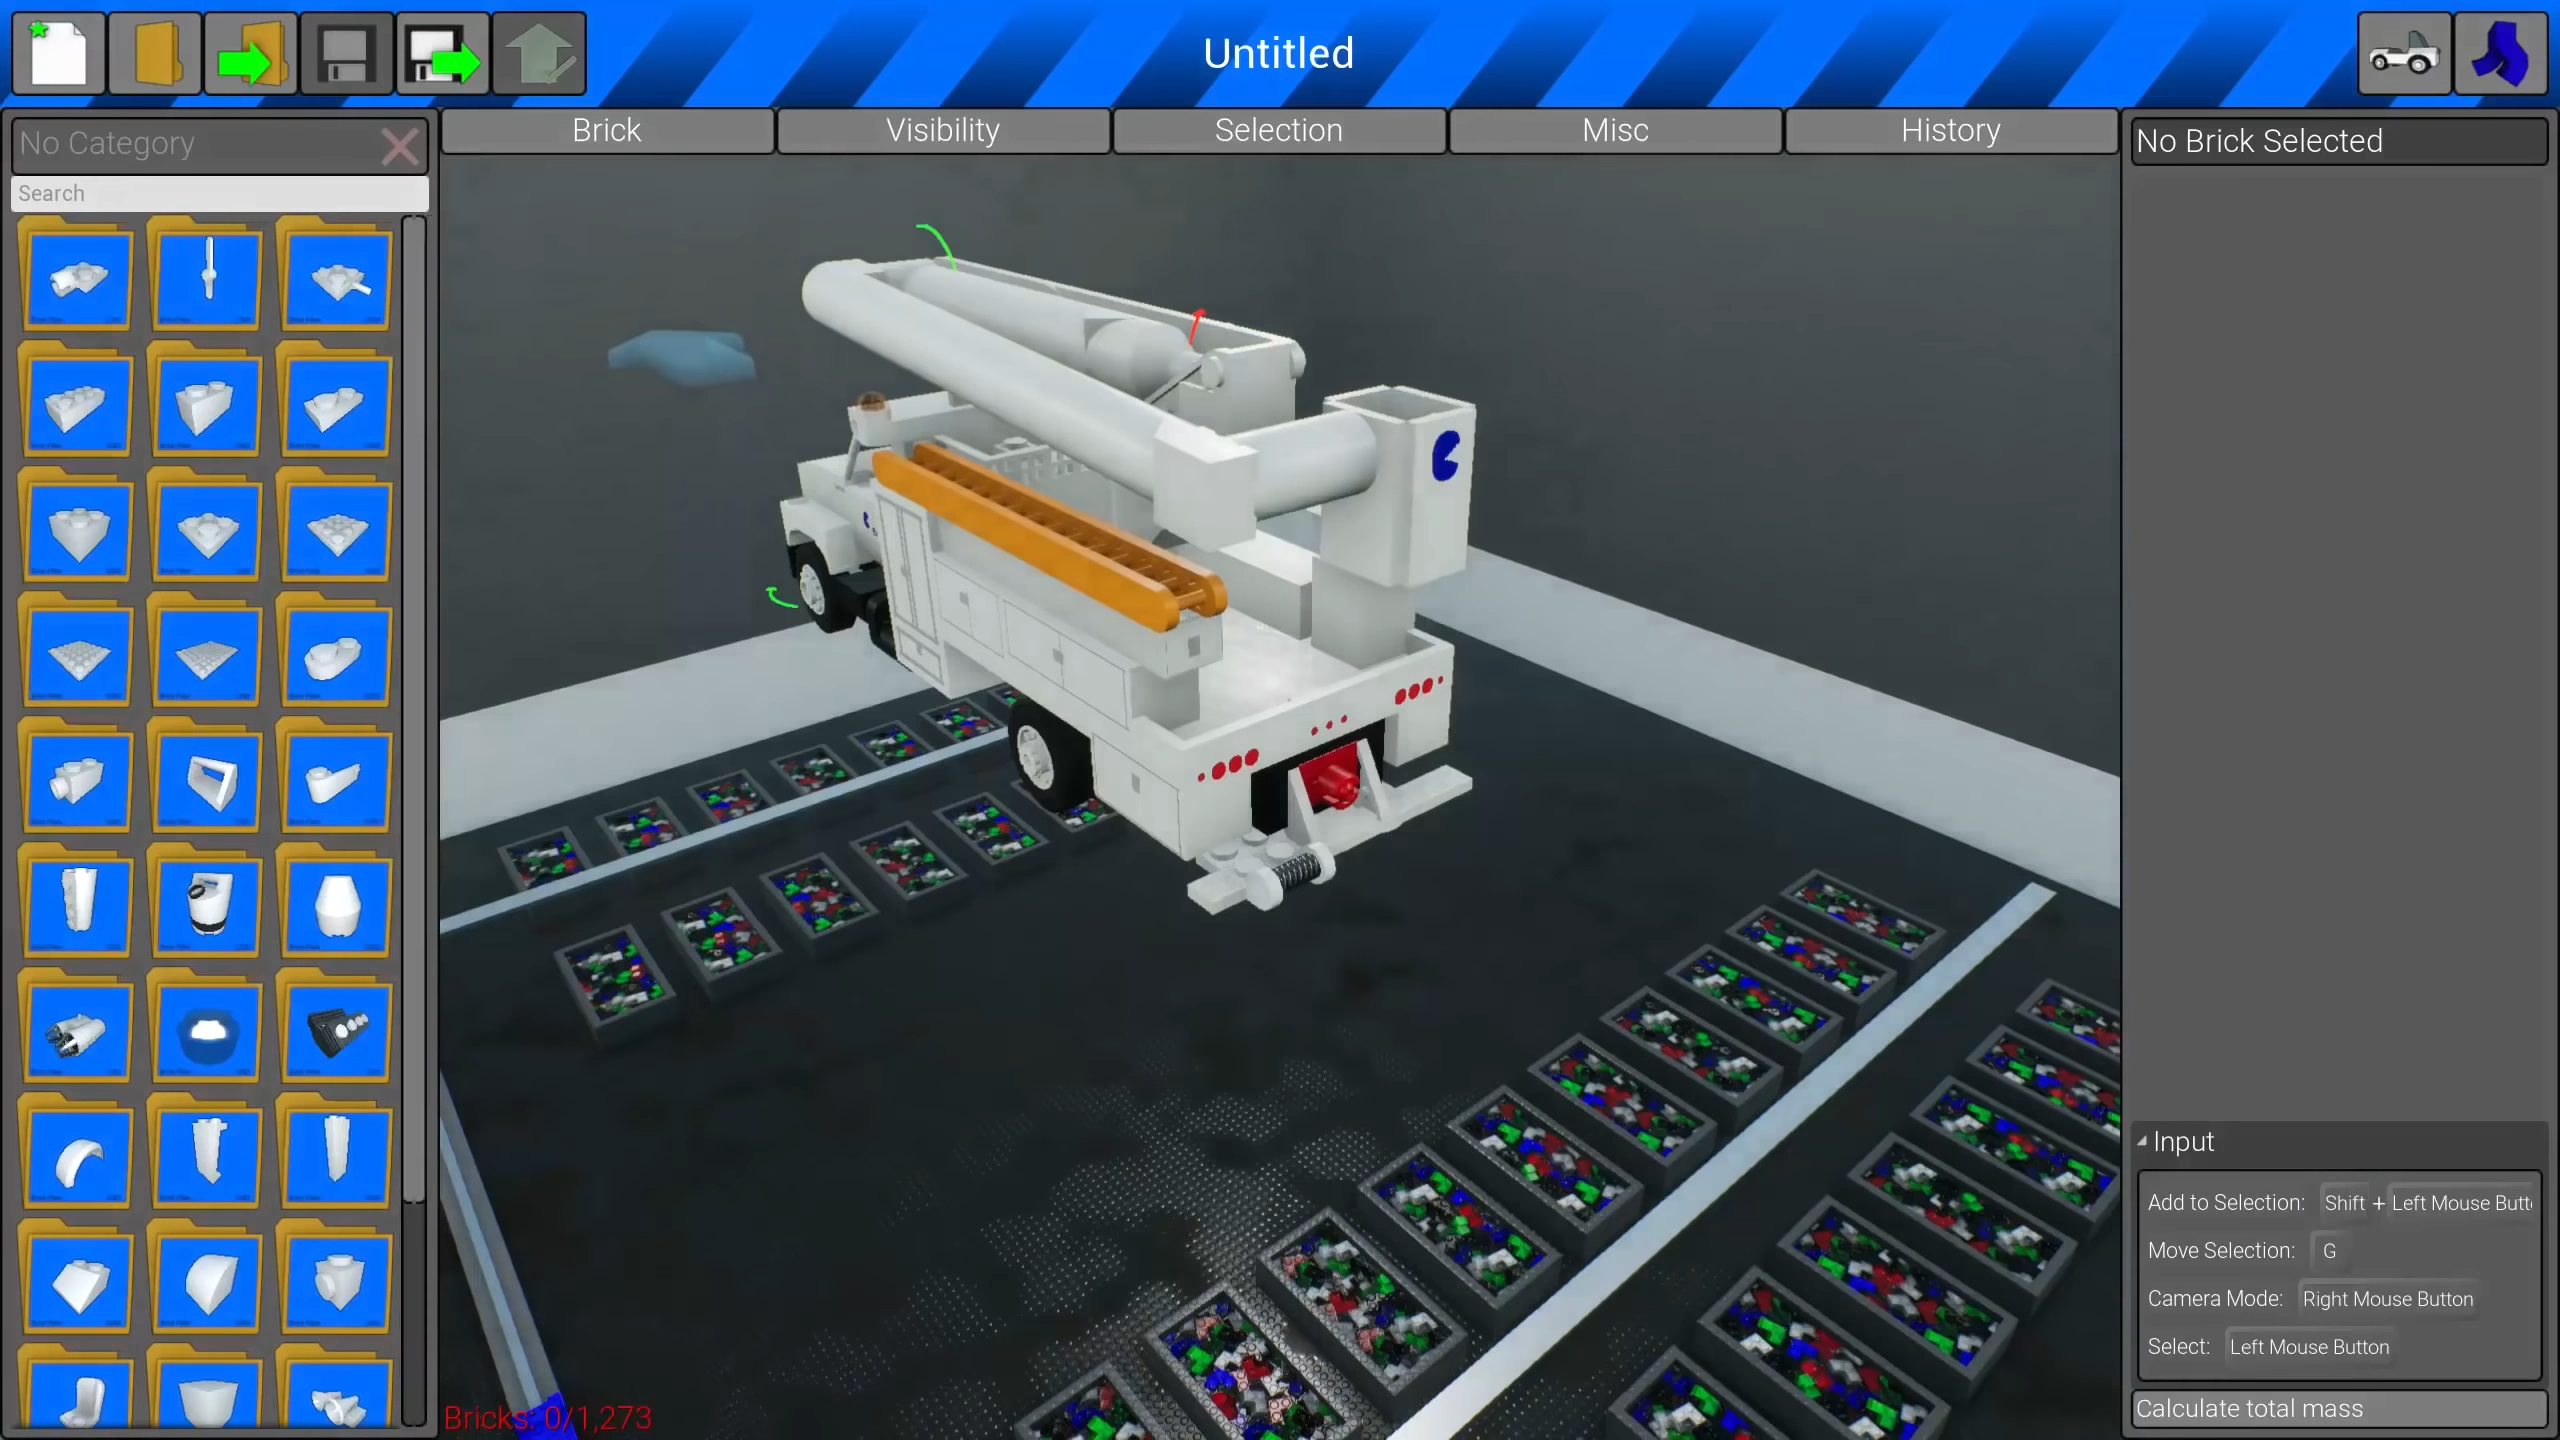 Untitled
No Category
Search
Brick
Visibility
Selection
Misc
History
No Brick Selected
Input
Add to Selection: Shift + Left Mouse Butt
Move Selection: G
Camera Mode: Right Mouse Button
Select: Left Mouse Button
Calculate total mass
Bricks: 0/1,273